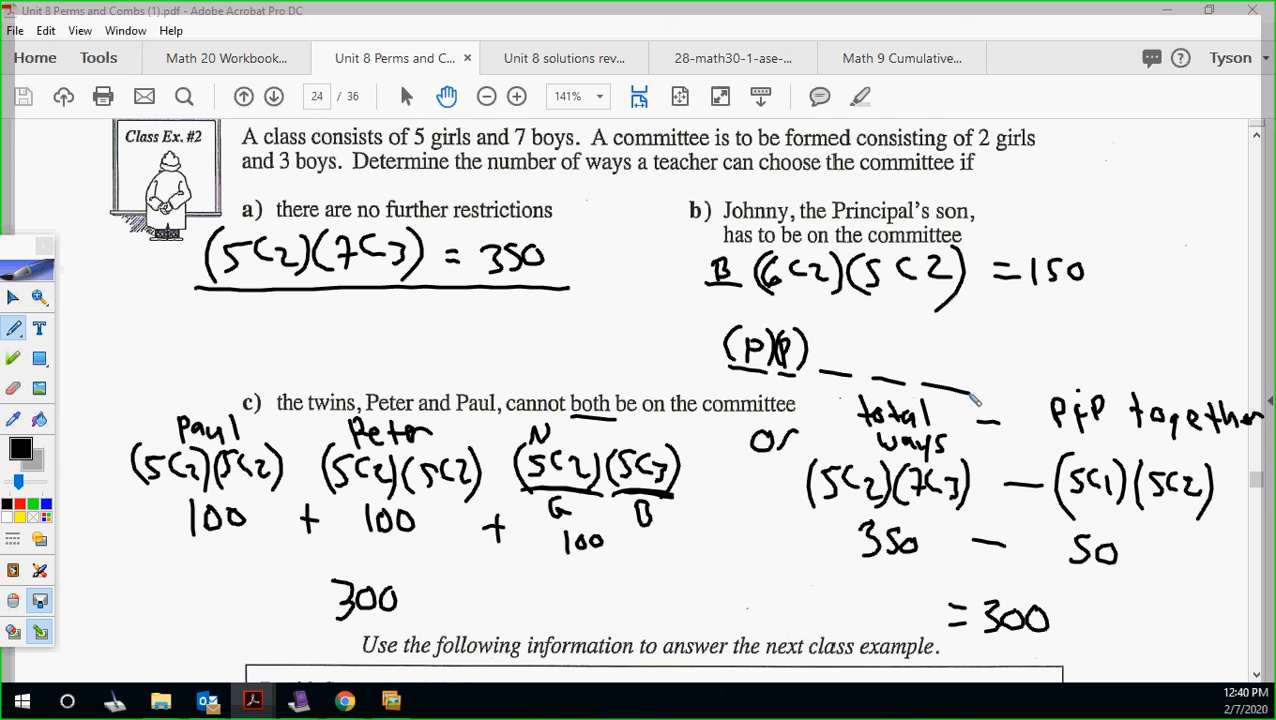 Unit 8 Perms and Combs (1).pdf - Adobe Acrobat Pro DC
File Edit View Window Help
Home Tools Math 20 Workbook... Unit 8 Perms and C... × Unit 8 solutions rev... 28-math30-1-ase-... Math 9 Cumulative... Tyson
24 / 36 141%
Class Ex. #2
A class consists of 5 girls and 7 boys. A committee is to be formed consisting of 2 girls
and 3 boys. Determine the number of ways a teacher can choose the committee if
a) there are no further restrictions
(5C2)(7C3) = 350
b) Johnny, the Principal's son,
has to be on the committee
B (6C2)(5C2) = 150
(P)(P)
c) the twins, Peter and Paul, cannot both be on the committee
Paul Peter N
(5C2)(5C2) (5C2)(5C2) (5C2)(5C3)
G B
100 + 100 + 100
300
or
total ways - P&P together
(5C2)(7C3) - (5C1)(5C2)
350 - 50
= 300
Use the following information to answer the next class example.
12:40 PM
2/7/2020